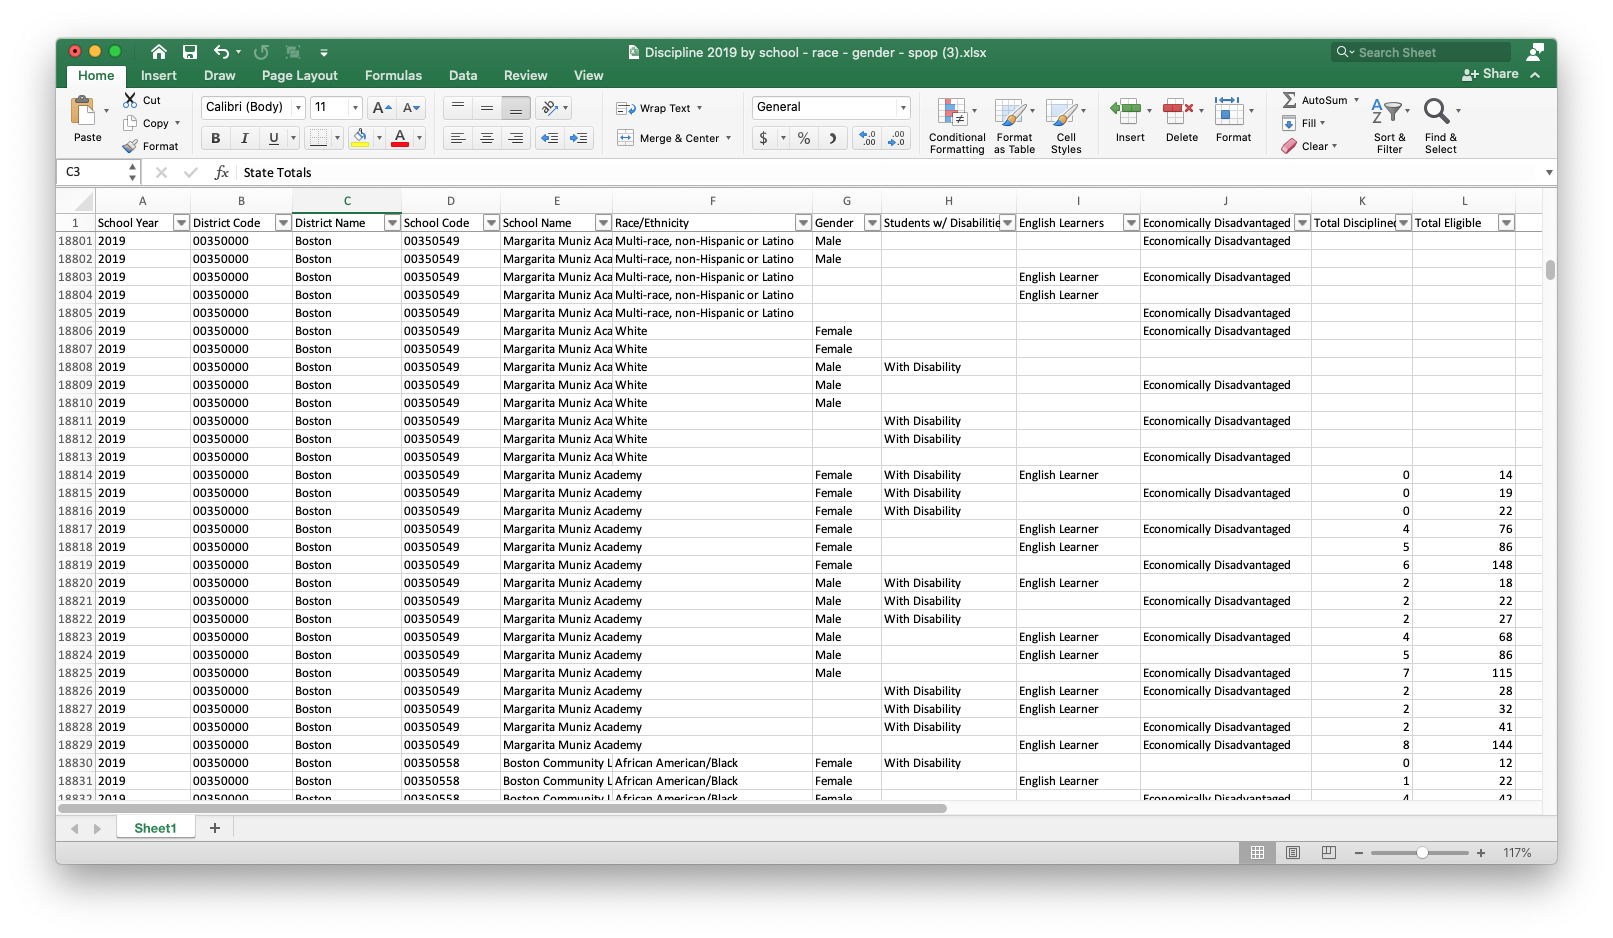 Discipline 2019 by school - race - gender - spop (3).xlsx
Search Sheet
Home Insert Draw Page Layout Formulas Data Review View
Share
Paste
Cut
Copy
Format
Calibri (Body) 11
B I U
Wrap Text
Merge & Center
General
Conditional Formatting
Format as Table
Cell Styles
Insert
Delete
Format
AutoSum
Fill
Clear
Sort & Filter
Find & Select
C3 fx State Totals
A B C D E F G H I J K L
1 School Year District Code District Name School Code School Name Race/Ethnicity Gender Students w/ Disabilitie English Learners Economically Disadvantaged Total Disciplined Total Eligible
18801 2019 00350000 Boston 00350549 Margarita Muniz Aca Multi-race, non-Hispanic or Latino Male Economically Disadvantaged
18802 2019 00350000 Boston 00350549 Margarita Muniz Aca Multi-race, non-Hispanic or Latino Male
18803 2019 00350000 Boston 00350549 Margarita Muniz Aca Multi-race, non-Hispanic or Latino English Learner Economically Disadvantaged
18804 2019 00350000 Boston 00350549 Margarita Muniz Aca Multi-race, non-Hispanic or Latino English Learner
18805 2019 00350000 Boston 00350549 Margarita Muniz Aca Multi-race, non-Hispanic or Latino Economically Disadvantaged
18806 2019 00350000 Boston 00350549 Margarita Muniz Aca White Female Economically Disadvantaged
18807 2019 00350000 Boston 00350549 Margarita Muniz Aca White Female
18808 2019 00350000 Boston 00350549 Margarita Muniz Aca White Male With Disability
18809 2019 00350000 Boston 00350549 Margarita Muniz Aca White Male Economically Disadvantaged
18810 2019 00350000 Boston 00350549 Margarita Muniz Aca White Male
18811 2019 00350000 Boston 00350549 Margarita Muniz Aca White With Disability Economically Disadvantaged
18812 2019 00350000 Boston 00350549 Margarita Muniz Aca White With Disability
18813 2019 00350000 Boston 00350549 Margarita Muniz Aca White Economically Disadvantaged
18814 2019 00350000 Boston 00350549 Margarita Muniz Academy Female With Disability English Learner 0 14
18815 2019 00350000 Boston 00350549 Margarita Muniz Academy Female With Disability Economically Disadvantaged 0 19
18816 2019 00350000 Boston 00350549 Margarita Muniz Academy Female With Disability 0 22
18817 2019 00350000 Boston 00350549 Margarita Muniz Academy Female English Learner Economically Disadvantaged 4 76
18818 2019 00350000 Boston 00350549 Margarita Muniz Academy Female English Learner 5 86
18819 2019 00350000 Boston 00350549 Margarita Muniz Academy Female Economically Disadvantaged 6 148
18820 2019 00350000 Boston 00350549 Margarita Muniz Academy Male With Disability English Learner 2 18
18821 2019 00350000 Boston 00350549 Margarita Muniz Academy Male With Disability Economically Disadvantaged 2 22
18822 2019 00350000 Boston 00350549 Margarita Muniz Academy Male With Disability 2 27
18823 2019 00350000 Boston 00350549 Margarita Muniz Academy Male English Learner Economically Disadvantaged 4 68
18824 2019 00350000 Boston 00350549 Margarita Muniz Academy Male English Learner 5 86
18825 2019 00350000 Boston 00350549 Margarita Muniz Academy Male Economically Disadvantaged 7 115
18826 2019 00350000 Boston 00350549 Margarita Muniz Academy With Disability English Learner Economically Disadvantaged 2 28
18827 2019 00350000 Boston 00350549 Margarita Muniz Academy With Disability English Learner 2 32
18828 2019 00350000 Boston 00350549 Margarita Muniz Academy With Disability Economically Disadvantaged 2 41
18829 2019 00350000 Boston 00350549 Margarita Muniz Academy English Learner Economically Disadvantaged 8 144
18830 2019 00350000 Boston 00350558 Boston Community L African American/Black Female With Disability 0 12
18831 2019 00350000 Boston 00350558 Boston Community L African American/Black Female English Learner 1 22
18832 2019 00350000 Boston 00350558 Boston Community L African American/Black Female Economically Disadvantaged 4 42
Sheet1
117%